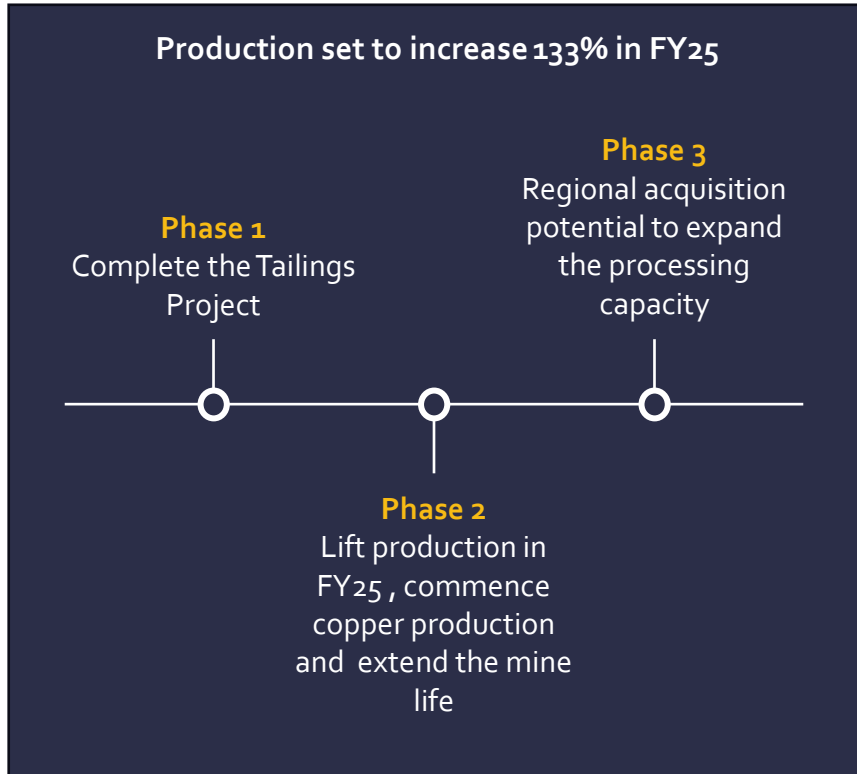 Production set to increase 133% in FY25
Phase 1
Complete the Tailings
Project
Phase 2
Lift production in
FY25 , commence
copper production
and  extend the mine
life
Phase 3
Regional acquisition
potential to expand
the processing
capacity